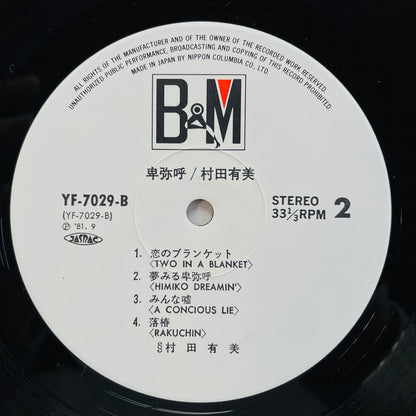 ALL RIGHTS OF THE MANUFACTURER AND OF THE OWNER OF THE RECORDED WORK RESERVED
UNAUTHORIZED PUBLIC PERFORMANCE, BROADCASTING AND COPYING OF THIS RECORD PROHIBITED.
MADE IN JAPAN BY NIPPON COLUMBIA CO., LTD.
B&M
卑弥呼/村田有美
YF-7029-B
(YF-7029-B)
Ⓟ '81. 9
JASRAC
STEREO
33⅓RPM
2
1. 恋のブランケット
〈TWO IN A BLANKET〉
2. 夢みる卑弥呼
〈HIMIKO DREAMIN'〉
3. みんな嘘
〈A CONCIOUS LIE〉
4. 落椿
〈RAKUCHIN〉
§村田有美